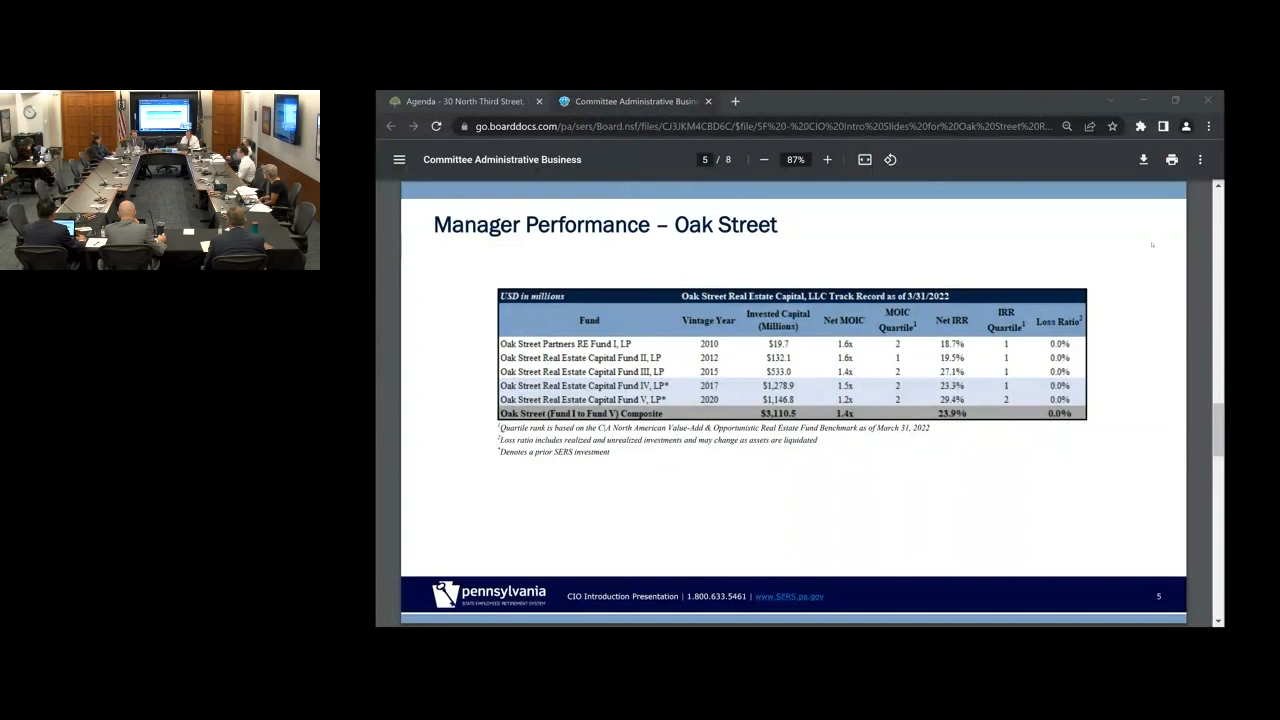 Agenda - 30 North Third Street,
Committee Administrative Busin
go.boarddocs.com/pa/sers/Board.nsf/files/CJ3JKM4CBD6C/$file/SF%20-%20CIO%20Intro%20Slides%20for%20Oak%20Street%20R...
Committee Administrative Business
5 / 8
87%
Manager Performance – Oak Street
USD in millions Oak Street Real Estate Capital, LLC Track Record as of 3/31/2022
Fund Vintage Year Invested Capital (Millions) Net MOIC MOIC Quartile1 Net IRR IRR Quartile1 Loss Ratio2
Oak Street Partners RE Fund I, LP 2010 $19.7 1.6x 2 18.7% 1 0.0%
Oak Street Real Estate Capital Fund II, LP 2012 $132.1 1.6x 1 19.5% 1 0.0%
Oak Street Real Estate Capital Fund III, LP 2015 $533.0 1.4x 2 27.1% 1 0.0%
Oak Street Real Estate Capital Fund IV, LP* 2017 $1,278.9 1.5x 2 23.3% 1 0.0%
Oak Street Real Estate Capital Fund V, LP* 2020 $1,146.8 1.2x 2 29.4% 2 0.0%
Oak Street (Fund I to Fund V) Composite $3,110.5 1.4x 23.9% 0.0%
1Quartile rank is based on the C|A North American Value-Add & Opportunistic Real Estate Fund Benchmark as of March 31, 2022
2Loss ratio includes realized and unrealized investments and may change as assets are liquidated
*Denotes a prior SERS investment
pennsylvania
STATE EMPLOYEES' RETIREMENT SYSTEM
CIO Introduction Presentation | 1.800.633.5461 | www.SERS.pa.gov
5